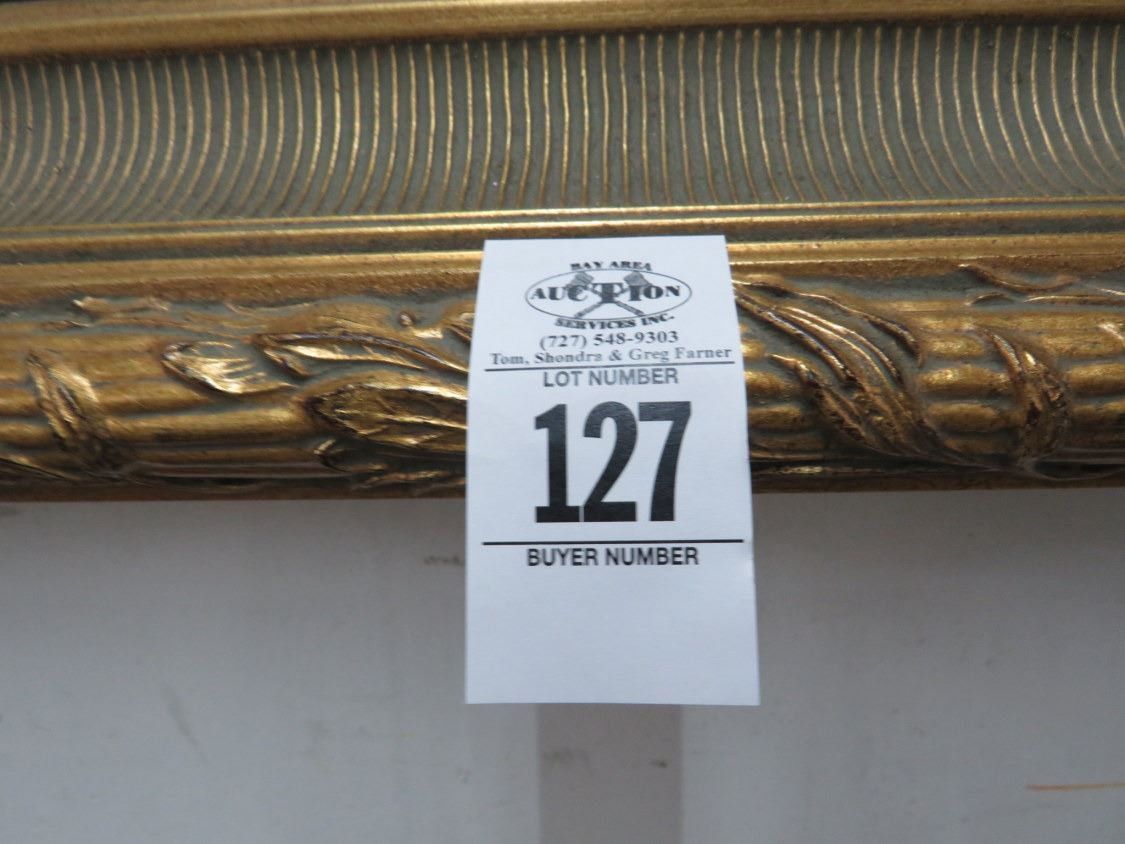 BAY AREA
AUCTION
SERVICES INC.
(727) 548-9303
Tom, Shondra & Greg Farner
LOT NUMBER
127
BUYER NUMBER